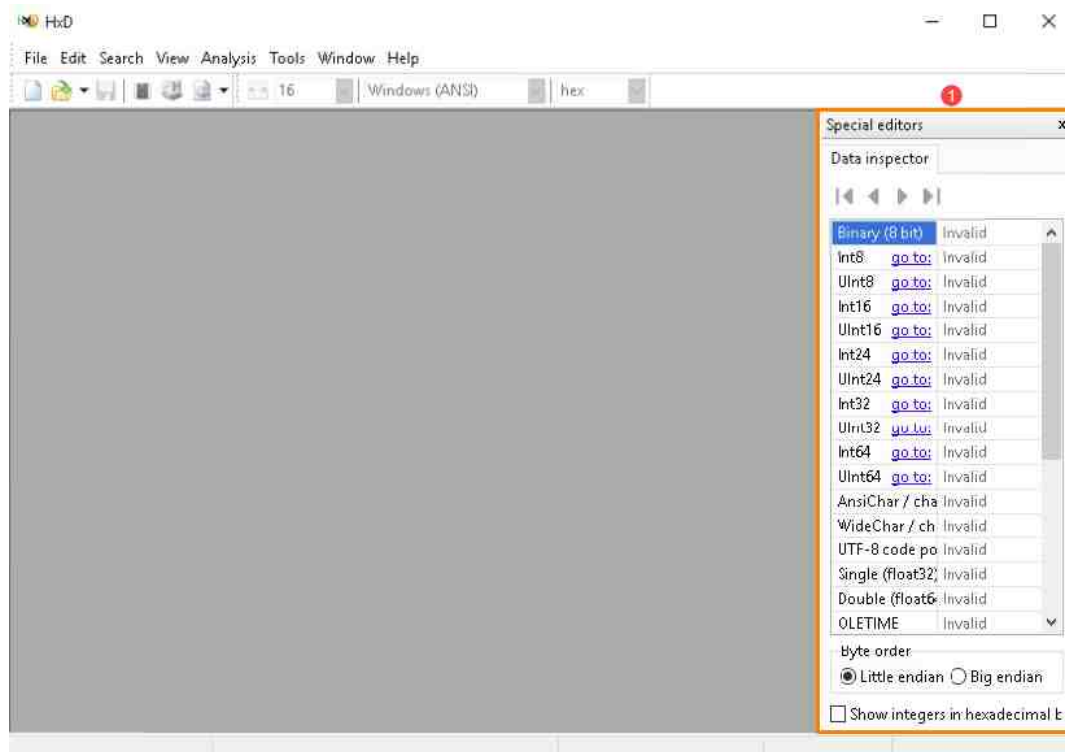 HxD
File Edit Search View Analysis Tools Window Help
16 Windows (ANSI) hex
1
Special editors x
Data inspector
Binary (8 bit) Invalid
Int8 go to: Invalid
UInt8 go to: Invalid
Int16 go to: Invalid
UInt16 go to: Invalid
Int24 go to: Invalid
UInt24 go to: Invalid
Int32 go to: Invalid
UInt32 go to: Invalid
Int64 go to: Invalid
UInt64 go to: Invalid
AnsiChar / cha Invalid
WideChar / ch Invalid
UTF-8 code po Invalid
Single (float32) Invalid
Double (float6 Invalid
OLETIME Invalid
Byte order
Little endian Big endian
Show integers in hexadecimal b